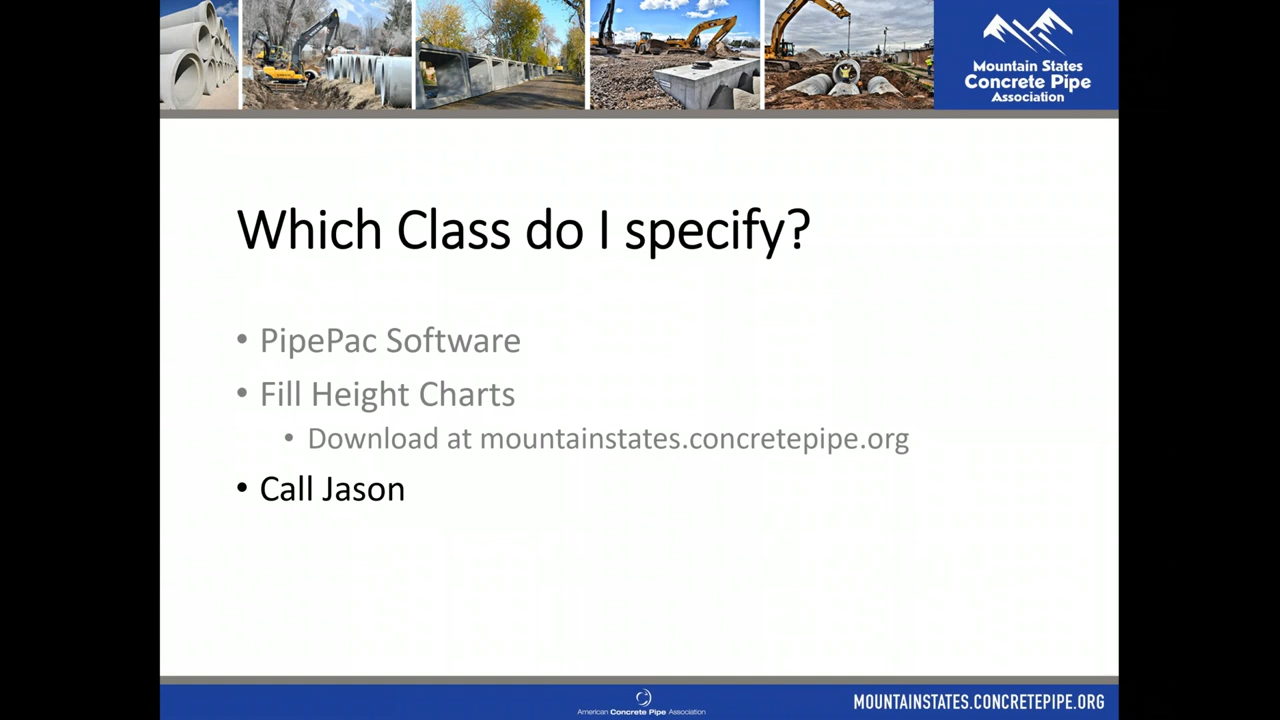 Mountain States
Concrete Pipe
Association
Which Class do I specify?
• PipePac Software
• Fill Height Charts
• Download at mountainstates.concretepipe.org
• Call Jason
American Concrete Pipe Association
MOUNTAINSTATES.CONCRETEPIPE.ORG